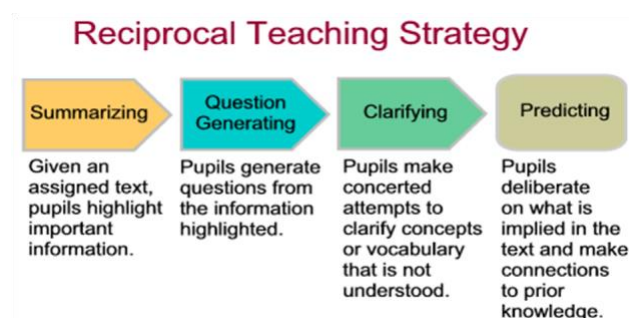 Reciprocal Teaching Strategy
Summarizing
Given an
assigned text,
pupils highlight
important
information.
Question
Generating
Pupils generate
questions from
the information
highlighted.
Clarifying
Pupils make
concerted
attempts to
clarify concepts
or vocabulary
that is not
understood.
Predicting
Pupils
deliberate
on what is
implied in the
text and make
connections
to prior
knowledge.